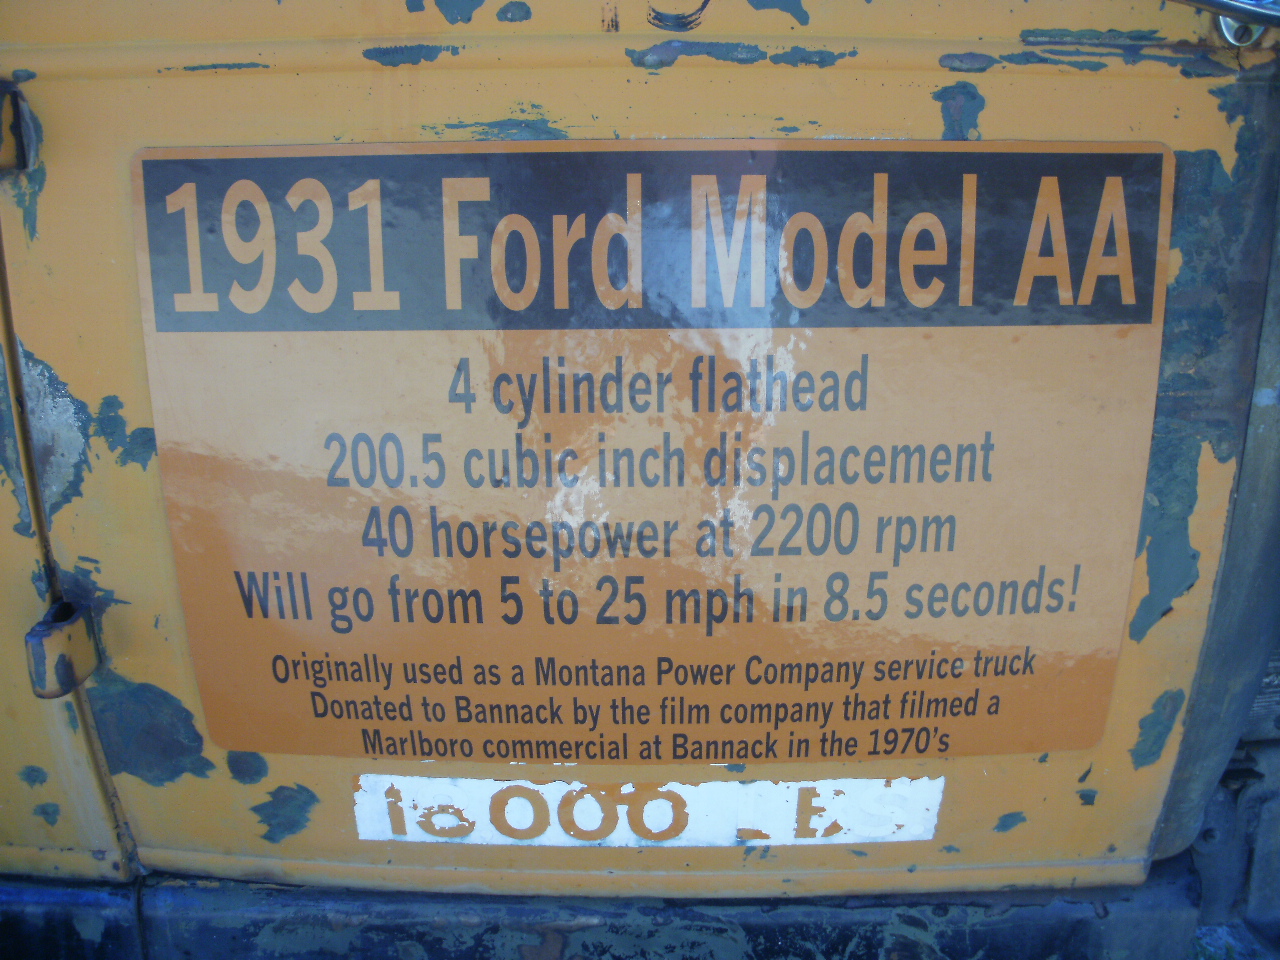 1931 Ford Model AA
4 cylinder flathead
200.5 cubic inch displacement
40 horsepower at 2200 rpm
Will go from 5 to 25 mph in 8.5 seconds!
Originally used as a Montana Power Company service truck
Donated to Bannack by the film company that filmed a
Marlboro commercial at Bannack in the 1970's
18000 LBS